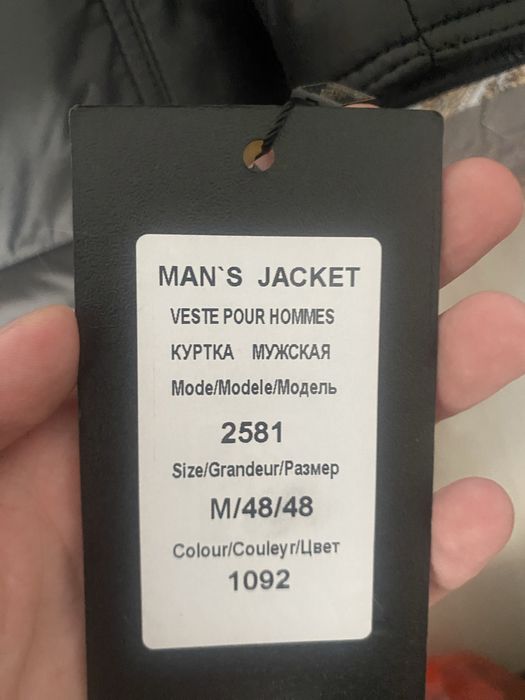 MAN`S JACKET
VESTE POUR HOMMES
КУРТКА МУЖСКАЯ
Mode/Modele/Модель
2581
Size/Grandeur/Размер
M/48/48
Colour/Couleyr/Цвет
1092